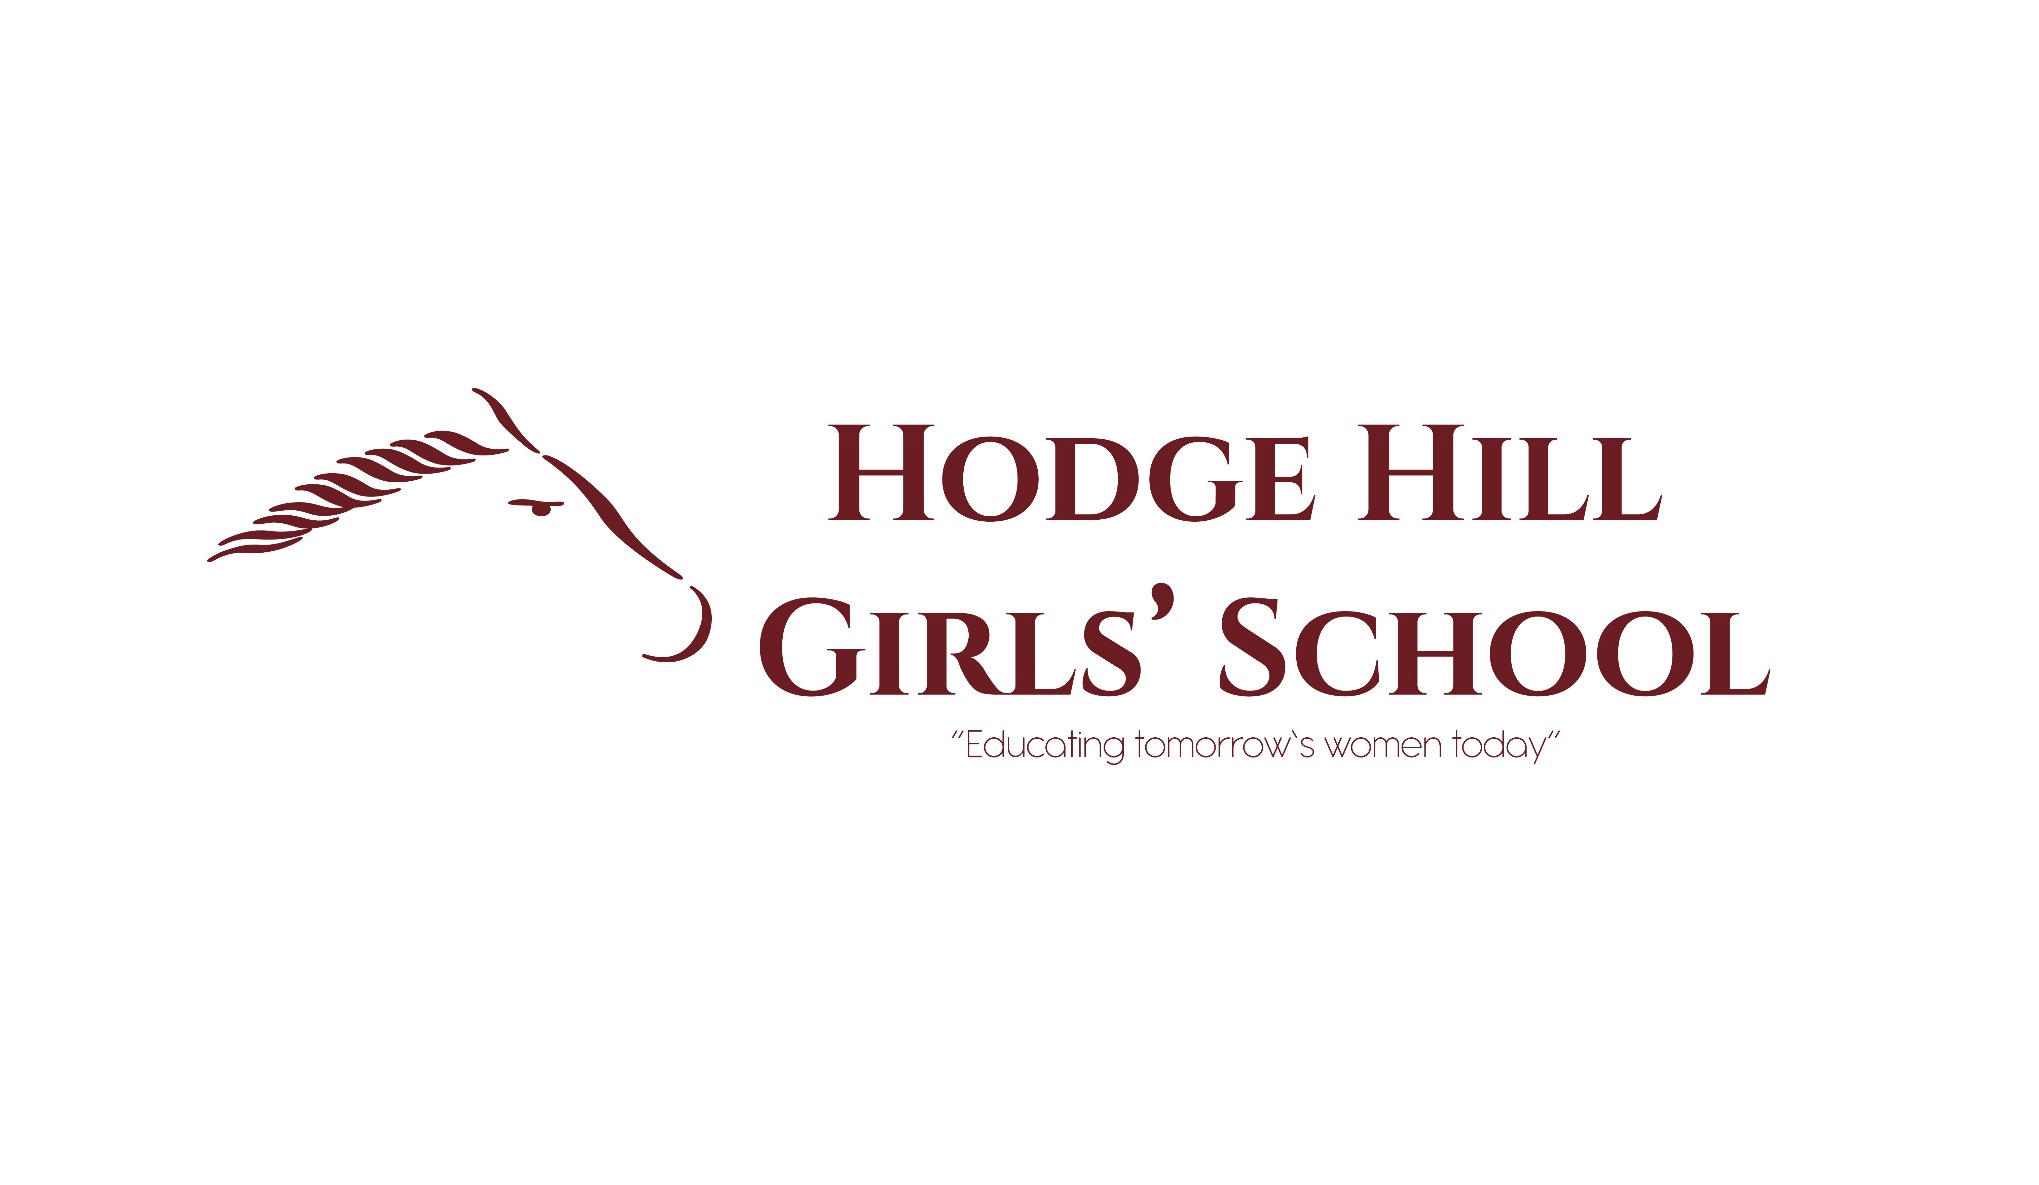 Hodge Hill
Girls’ School
"Educating tomorrow`s women today"